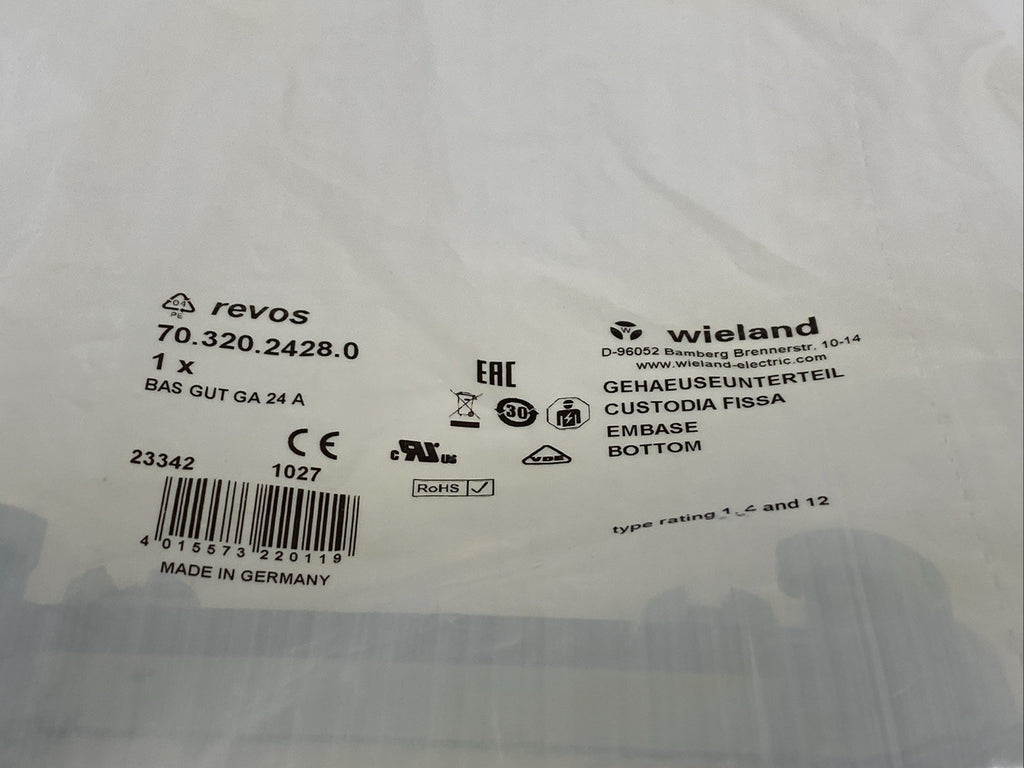 04
PE
revos
70.320.2428.0
1 x
BAS GUT GA 24 A
CE
23342
1027
4 015573 220119
MADE IN GERMANY
EAC
30
c RU us
VDE
RoHS
W
wieland
D-96052 Bamberg Brennerstr. 10-14
www.wieland-electric.com
GEHAEUSEUNTERTEIL
CUSTODIA FISSA
EMBASE
BOTTOM
type rating 1, 4 and 12